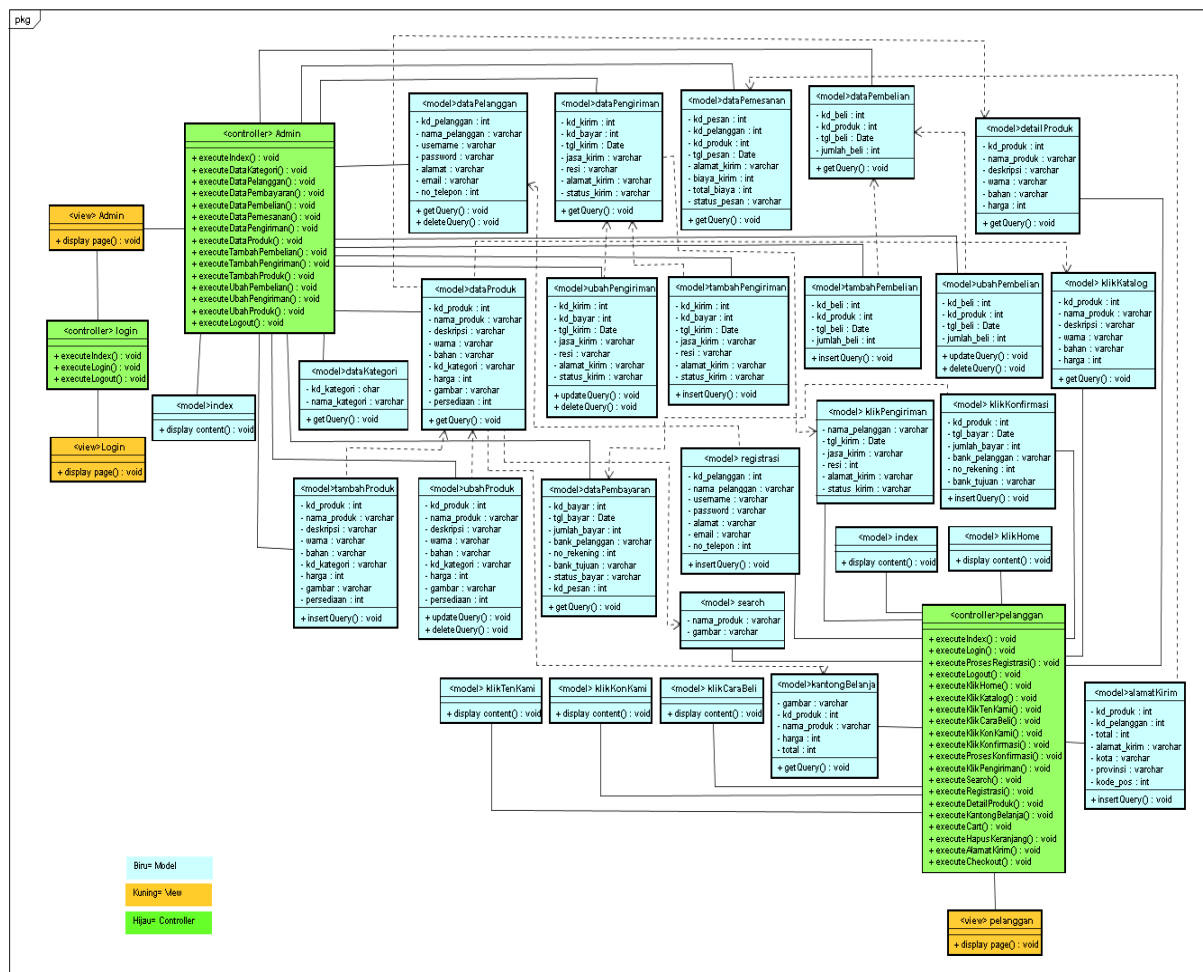 pkg
<model>dataPelanggan
- kd_pelanggan : int
- nama_pelanggan : varchar
- username : varchar
- password : varchar
- alamat : varchar
- email : varchar
- no_telepon : int
+ getQuery() : void
+ deleteQuery() : void
<model>dataPengiriman
- kd_kirim : int
- kd_bayar : int
- tgl_kirim : Date
- jasa_kirim : varchar
- resi : varchar
- alamat_kirim : varchar
- status_kirim : varchar
+ getQuery() : void
<model>dataPemesanan
- kd_pesan : int
- kd_pelanggan : int
- kd_produk : int
- tgl_pesan : Date
- alamat_kirim : varchar
- biaya_kirim : int
- total_biaya : int
- status_pesan : varchar
+ getQuery() : void
<model>dataPembelian
- kd_beli : int
- kd_produk : int
- tgl_beli : Date
- jumlah_beli : int
+ getQuery() : void
<model>detailProduk
- kd_produk : int
- nama_produk : varchar
- deskripsi : varchar
- warna : varchar
- bahan : varchar
- harga : int
+ getQuery() : void
<controller> Admin
+ executeIndex() : void
+ executeDataKategori() : void
+ executeDataPelanggan() : void
+ executeDataPembayaran() : void
+ executeDataPembelian() : void
+ executeDataPemesanan() : void
+ executeDataPengiriman() : void
+ executeDataProduk() : void
+ executeTambahPembelian() : void
+ executeTambahPengiriman() : void
+ executeTambahProduk() : void
+ executeUbahPembelian() : void
+ executeUbahPengiriman() : void
+ executeUbahProduk() : void
+ executeLogout() : void
<view> Admin
+ display page() : void
<controller> login
+ executeIndex() : void
+ executeLogin() : void
+ executeLogout() : void
<view>Login
+ display page() : void
<model>index
+ display content() : void
<model>dataKategori
- kd_kategori : char
- nama_kategori : varchar
+ getQuery() : void
<model>dataProduk
- kd_produk : int
- nama_produk : varchar
- deskripsi : varchar
- warna : varchar
- bahan : varchar
- kd_kategori : varchar
- harga : int
- gambar : varchar
- persediaan : int
+ getQuery() : void
<model>ubahPengiriman
- kd_kirim : int
- kd_bayar : int
- tgl_kirim : Date
- jasa_kirim : varchar
- resi : varchar
- alamat_kirim : varchar
- status_kirim : varchar
+ updateQuery() : void
+ deleteQuery() : void
<model>tambahPengiriman
- kd_kirim : int
- kd_bayar : int
- tgl_kirim : Date
- jasa_kirim : varchar
- resi : varchar
- alamat_kirim : varchar
- status_kirim : varchar
+ insertQuery() : void
<model>tambahPembelian
- kd_beli : int
- kd_produk : int
- tgl_beli : Date
- jumlah_beli : int
+ insertQuery() : void
<model>ubahPembelian
- kd_beli : int
- kd_produk : int
- tgl_beli : Date
- jumlah_beli : int
+ updateQuery() : void
+ deleteQuery() : void
<model> klikKatalog
- kd_produk : int
- nama_produk : varchar
- deskripsi : varchar
- warna : varchar
- bahan : varchar
- harga : int
+ getQuery() : void
<model>tambahProduk
- kd_produk : int
- nama_produk : varchar
- deskripsi : varchar
- warna : varchar
- bahan : varchar
- kd_kategori : varchar
- harga : int
- gambar : varchar
- persediaan : int
+ insertQuery() : void
<model>ubahProduk
- kd_produk : int
- nama_produk : varchar
- deskripsi : varchar
- warna : varchar
- bahan : varchar
- kd_kategori : varchar
- harga : int
- gambar : varchar
- persediaan : int
+ updateQuery() : void
+ deleteQuery() : void
<model>dataPembayaran
- kd_bayar : int
- tgl_bayar : Date
- jumlah_bayar : int
- bank_pelanggan : varchar
- no_rekening : int
- bank_tujuan : varchar
- status_bayar : varchar
- kd_pesan : int
+ getQuery() : void
<model> registrasi
- kd_pelanggan : int
- nama_pelanggan : varchar
- username : varchar
- password : varchar
- alamat : varchar
- email : varchar
- no_telepon : int
+ insertQuery() : void
<model> klikPengiriman
- nama_pelanggan : varchar
- tgl_kirim : Date
- jasa_kirim : varchar
- resi : int
- alamat_kirim : varchar
- status_kirim : varchar
<model> klikKonfirmasi
- kd_produk : int
- tgl_bayar : Date
- jumlah_bayar : int
- bank_pelanggan : varchar
- no_rekening : int
- bank_tujuan : varchar
+ insertQuery() : void
<model> index
+ display content() : void
<model> klikHome
+ display content() : void
<model> search
- nama_produk : varchar
- gambar : varchar
<controller>pelanggan
+ executeIndex() : void
+ executeLogin() : void
+ executeProsesRegistrasi() : void
+ executeLogout() : void
+ executeKlikHome() : void
+ executeKlikKatalog() : void
+ executeKlikTenKami() : void
+ executeKlikCaraBeli() : void
+ executeKlikKonKami() : void
+ executeKlikKonfirmasi() : void
+ executeProsesKonfirmasi() : void
+ executeKlikPengiriman() : void
+ executeSearch() : void
+ executeRegistrasi() : void
+ executeDetailProduk() : void
+ executeKantongBelanja() : void
+ executeCart() : void
+ executeHapusKeranjang() : void
+ executeAlamatKirim() : void
+ executeCheckout() : void
<model> klikTenKami
+ display content() : void
<model> klikKonKami
+ display content() : void
<model> klikCaraBeli
+ display content() : void
<model>kantongBelanja
- gambar : varchar
- kd_produk : int
- nama_produk : varchar
- harga : int
- total : int
+ getQuery() : void
<model>alamatKirim
- kd_produk : int
- kd_pelanggan : int
- total : int
- alamat_kirim : varchar
- kota : varchar
- provinsi : varchar
- kode_pos : int
+ insertQuery() : void
<view> pelanggan
+ display page() : void
Biru= Model
Kuning= View
Hijau= Controller